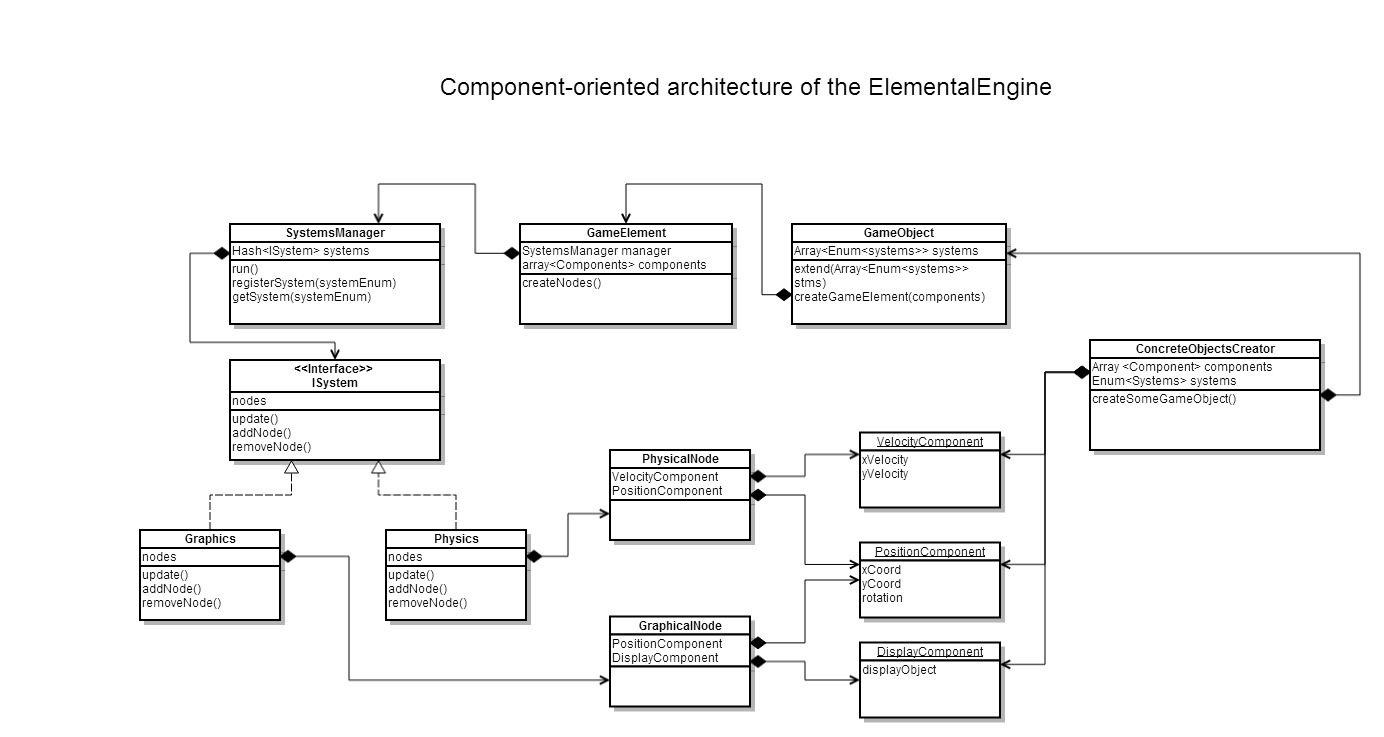 Component-oriented architecture of the ElementalEngine
SystemsManager
Hash<ISystem> systems
run()
registerSystem(systemEnum)
getSystem(systemEnum)
GameElement
SystemsManager manager
array<Components> components
createNodes()
GameObject
Array<Enum<systems>> systems
extend(Array<Enum<systems>>
stms)
createGameElement(components)
ConcreteObjectsCreator
Array <Component> components
Enum<Systems> systems
createSomeGameObject()
<<Interface>>
ISystem
nodes
update()
addNode()
removeNode()
Graphics
nodes
update()
addNode()
removeNode()
Physics
nodes
update()
addNode()
removeNode()
PhysicalNode
VelocityComponent
PositionComponent
GraphicalNode
PositionComponent
DisplayComponent
VelocityComponent
xVelocity
yVelocity
PositionComponent
xCoord
yCoord
rotation
DisplayComponent
displayObject